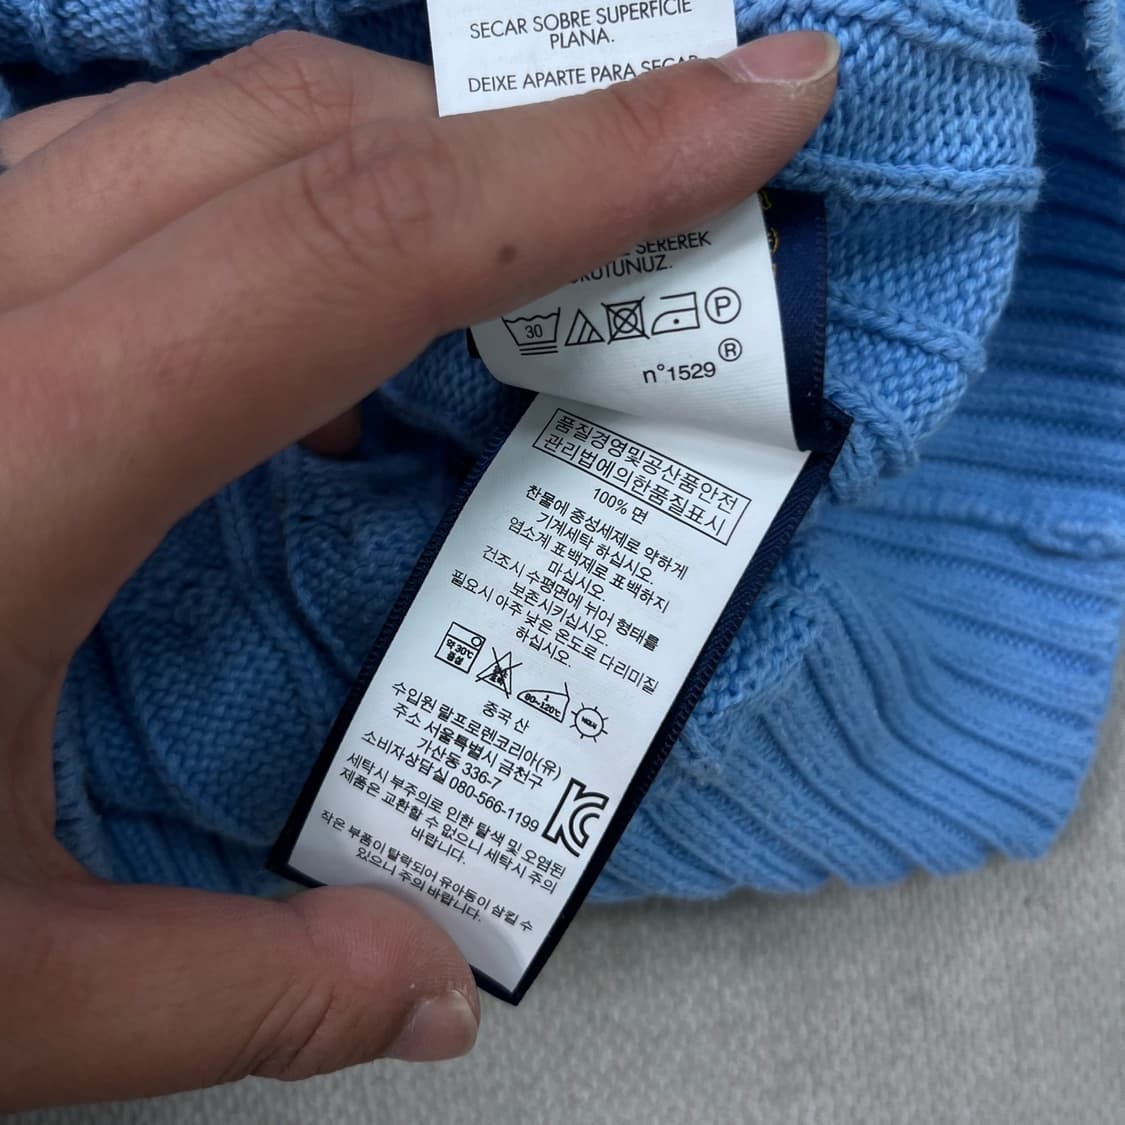 SECAR SOBRE SUPERFICIE
PLANA.
DEIXE APARTE PARA SECAR
SEREREK
30
P
n°1529 ®
품질경영및공산품안전
관리법에의한품질표시
100% 면
찬물에 중성세제로 약하게
기계세탁 하십시오.
염소계 표백제로 표백하지
마십시오.
건조시 수평면에 뉘어 형태를
보존시키십시오.
필요시 아주 낮은 온도로 다리미질
하십시오.
약 30℃
중성
1
80~120℃
중국 산
수입원 랄프로렌코리아(유)
주소 서울특별시 금천구
가산동 336-7
소비자상담실 080-566-1199
세탁시 부주의로 인한 탈색 및 오염된
제품은 교환할 수 없으니 세탁시 주의
바랍니다.
작은 부품이 탈락되어 유아동이 삼킬 수
있으니 주의 바랍니다.